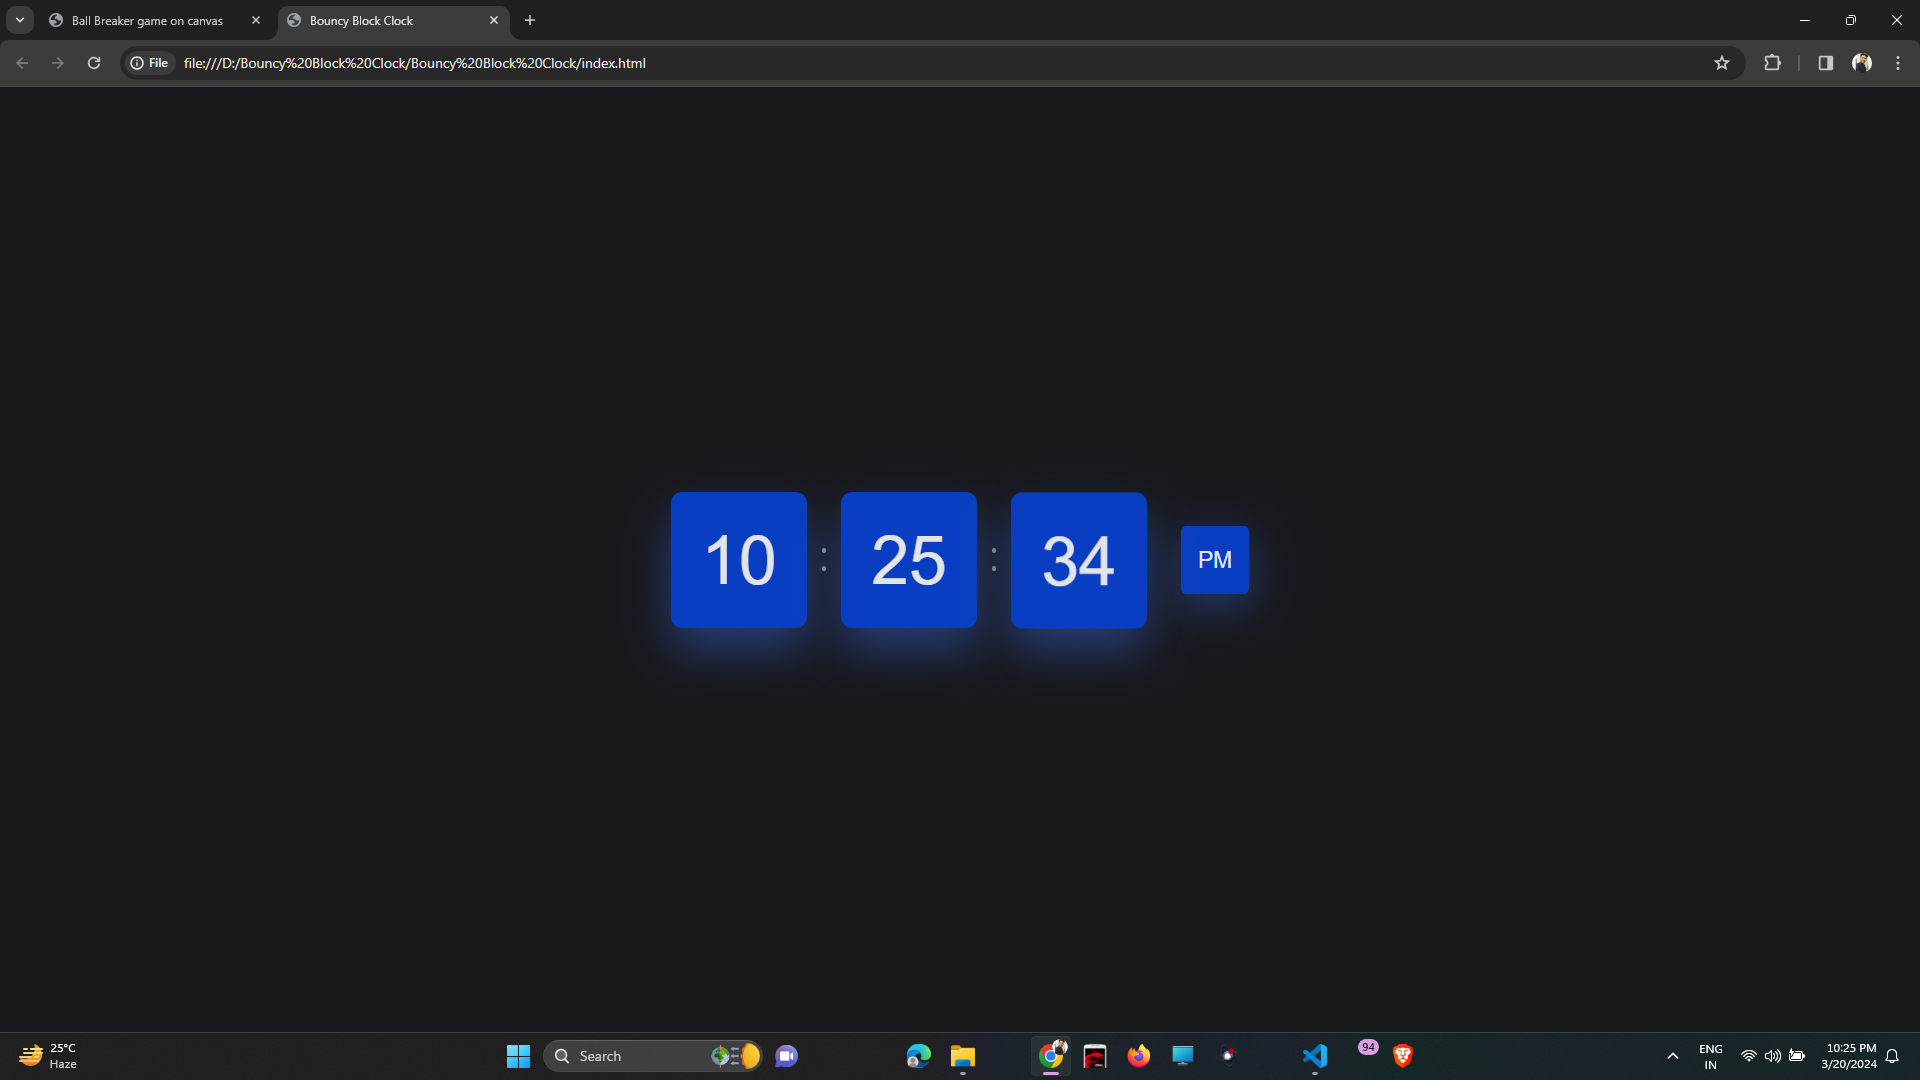 Ball Breaker game on canvas
Bouncy Block Clock
File
file:///D:/Bouncy%20Block%20Clock/Bouncy%20Block%20Clock/index.html
10 : 25 : 34 PM
25°C
Haze
Search
94
ENG
IN
10:25 PM
3/20/2024